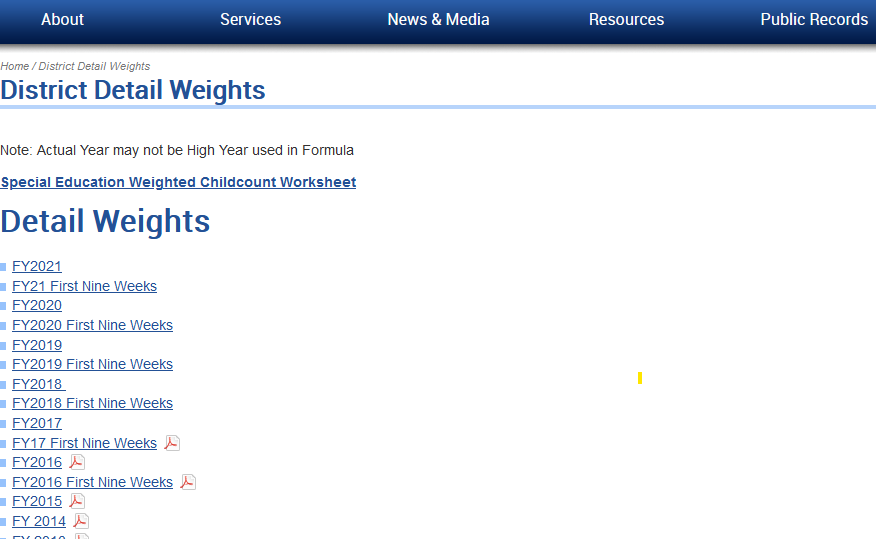 About Services News & Media Resources Public Records
Home / District Detail Weights
District Detail Weights
Note: Actual Year may not be High Year used in Formula
Special Education Weighted Childcount Worksheet
Detail Weights
FY2021
FY21 First Nine Weeks
FY2020
FY2020 First Nine Weeks
FY2019
FY2019 First Nine Weeks
FY2018
FY2018 First Nine Weeks
FY2017
FY17 First Nine Weeks
FY2016
FY2016 First Nine Weeks
FY2015
FY 2014